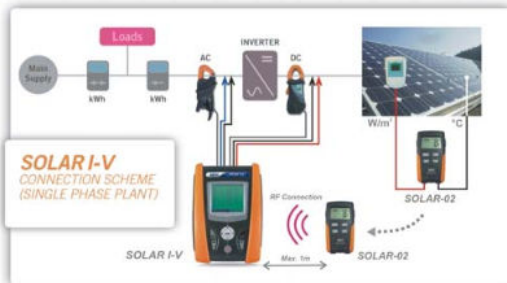 Loads
AC
INVERTER
DC
Main
Supply
kWh
kWh
W/m²
°C
SOLAR I-V
CONNECTION SCHEME
(SINGLE PHASE PLANT)
SOLAR-02
RF Connection
SOLAR I-V
Max. 1m
SOLAR-02